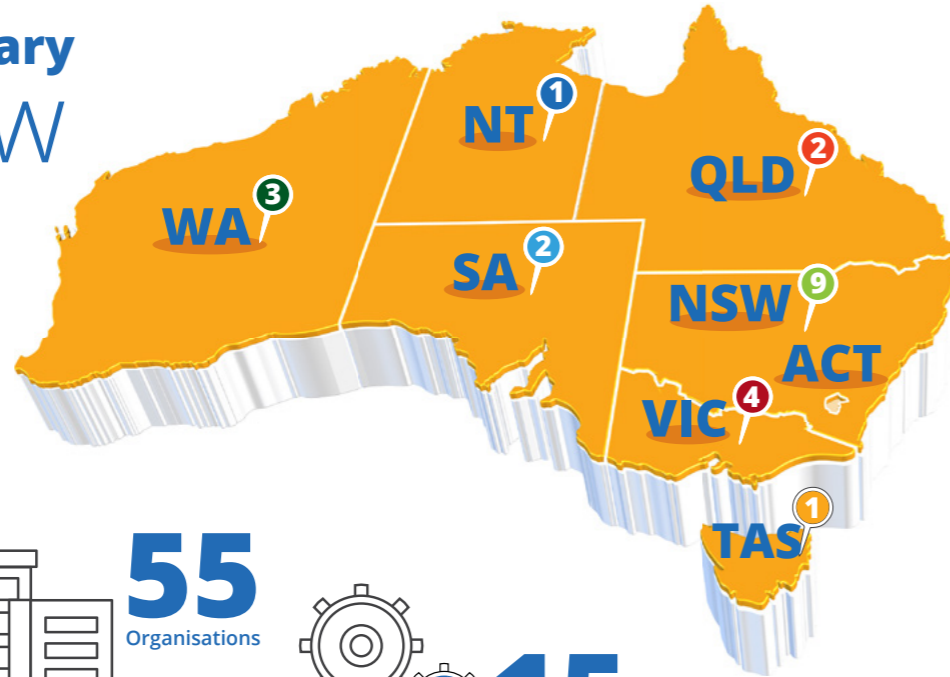 ary
W
NT 1
QLD 2
WA 3
SA 2
NSW 9
ACT
VIC 4
TAS 1
55
Organisations